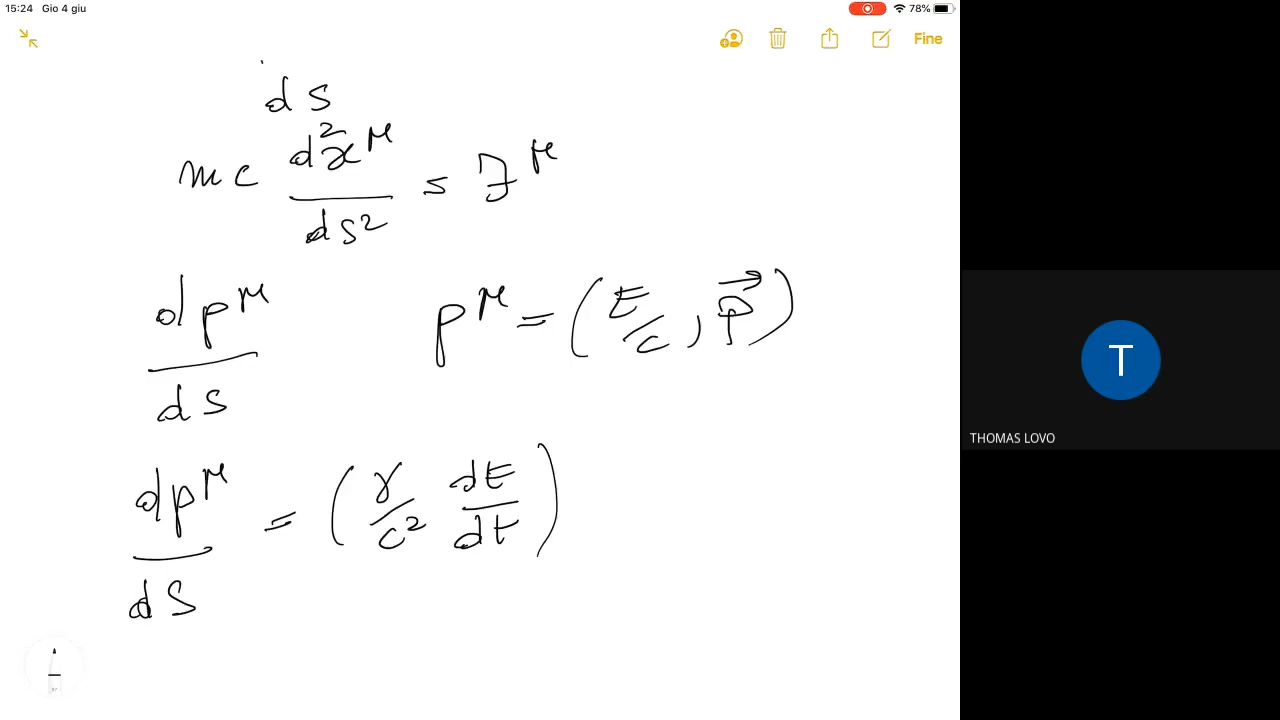 15:24 Gio 4 giu 78%
Fine
ds
mc d²x^μ/ds² = F^μ
dp^μ/ds p^μ = (E/c, p⃗)
dp^μ/ds = (γ/c² dE/dt)
T
THOMAS LOVO